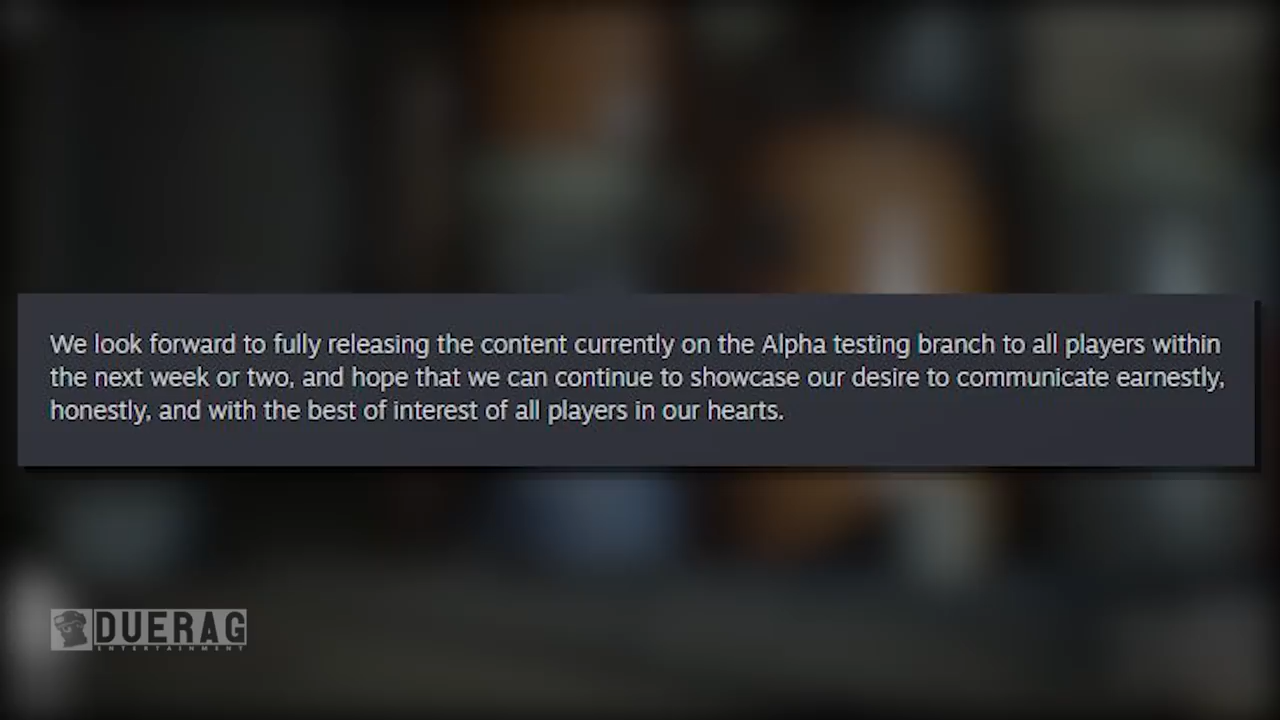 We look forward to fully releasing the content currently on the Alpha testing branch to all players within
the next week or two, and hope that we can continue to showcase our desire to communicate earnestly,
honestly, and with the best of interest of all players in our hearts.
DUERAG
ENTERTAINMENT